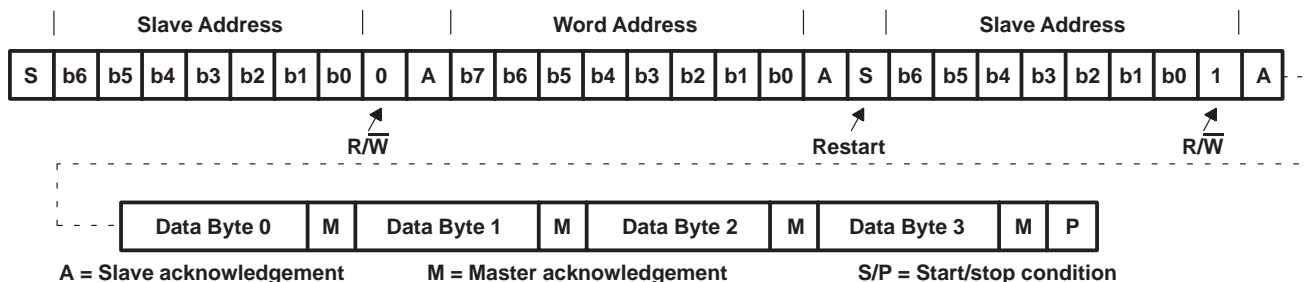 Slave Address Word Address Slave Address
S b6 b5 b4 b3 b2 b1 b0 0 A b7 b6 b5 b4 b3 b2 b1 b0 A S b6 b5 b4 b3 b2 b1 b0 1 A
R/W̅ Restart R/W̅
Data Byte 0 M Data Byte 1 M Data Byte 2 M Data Byte 3 M P
A = Slave acknowledgement M = Master acknowledgement S/P = Start/stop condition